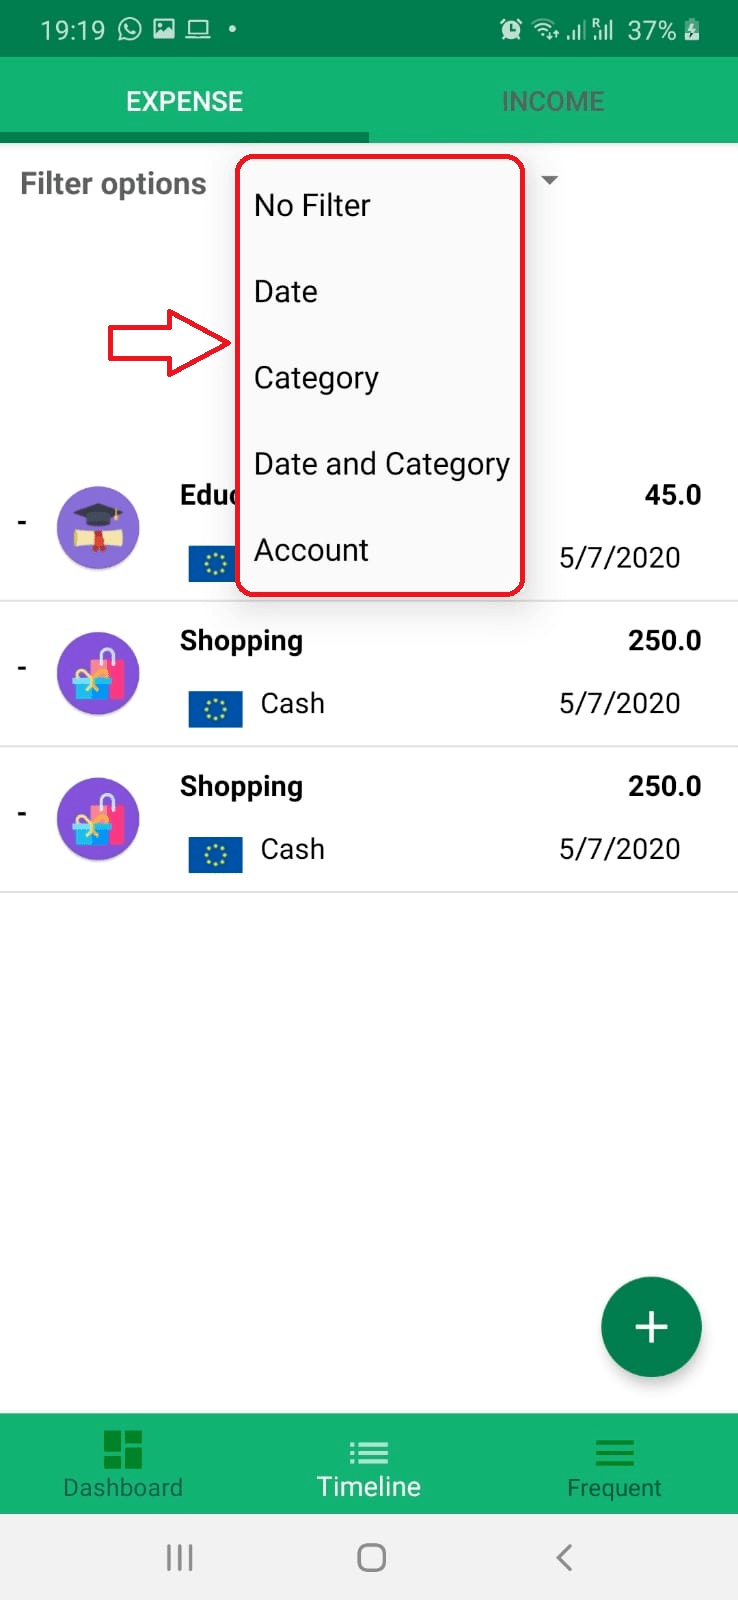 19:19 37%
EXPENSE INCOME
Filter options
No Filter
Date
Category
Date and Category
Account
- 45.0
5/7/2020
- Shopping 250.0
Cash 5/7/2020
- Shopping 250.0
Cash 5/7/2020
+
Dashboard Timeline Frequent